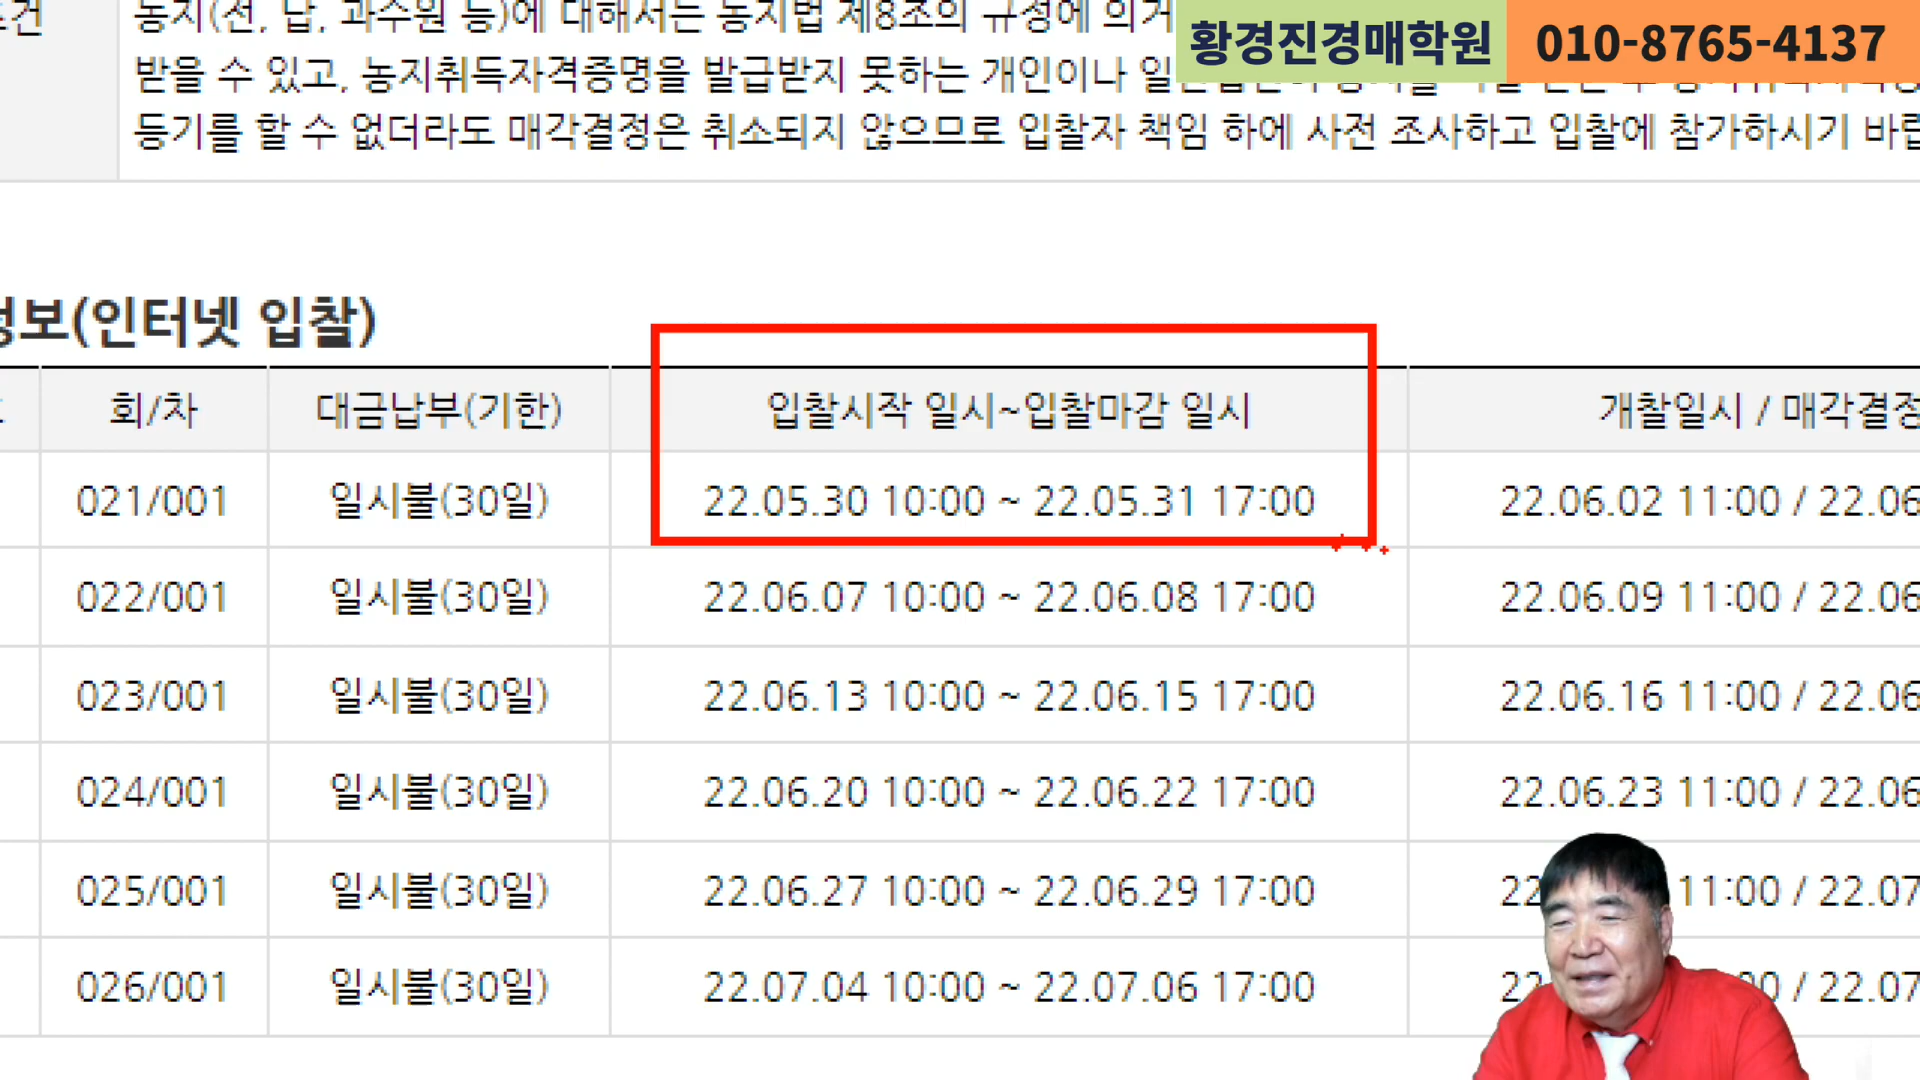 조건
농지(전, 답, 과수원 등)에 대해서는 농지법 제8조의 규정에 의거
황경진경매학원 010-8765-4137
받을 수 있고, 농지취득자격증명을 발급받지 못하는 개인이나
등기를 할 수 없더라도 매각결정은 취소되지 않으므로 입찰자 책임 하에 사전 조사하고 입찰에 참가하시기 바랍
정보(인터넷 입찰)
회/차 대금납부(기한) 입찰시작 일시~입찰마감 일시 개찰일시 / 매각결정
021/001 일시불(30일) 22.05.30 10:00 ~ 22.05.31 17:00 22.06.02 11:00 / 22.06
022/001 일시불(30일) 22.06.07 10:00 ~ 22.06.08 17:00 22.06.09 11:00 / 22.06
023/001 일시불(30일) 22.06.13 10:00 ~ 22.06.15 17:00 22.06.16 11:00 / 22.06
024/001 일시불(30일) 22.06.20 10:00 ~ 22.06.22 17:00 22.06.23 11:00 / 22.06
025/001 일시불(30일) 22.06.27 10:00 ~ 22.06.29 17:00 22 11:00 / 22.07
026/001 일시불(30일) 22.07.04 10:00 ~ 22.07.06 17:00 22 00 / 22.07